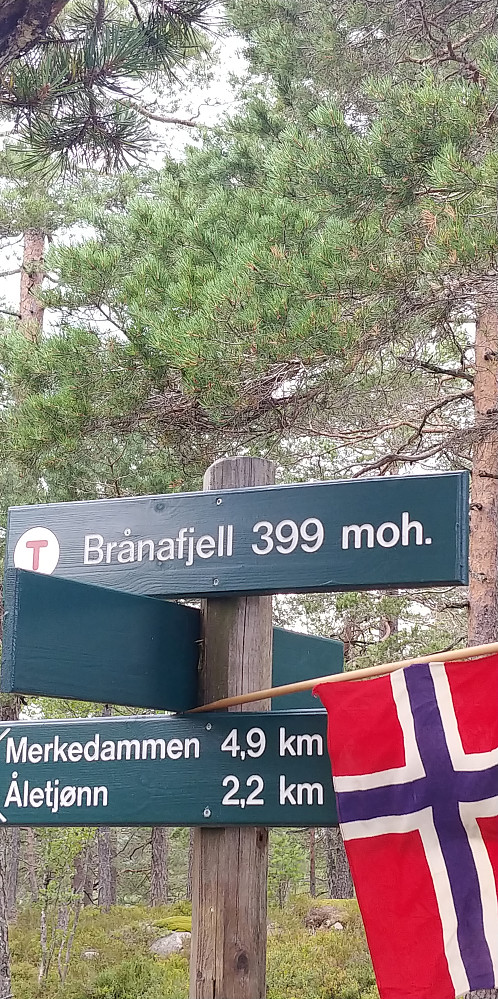 T Brånafjell 399 moh.
Merkedammen 4,9 km
Åletjønn 2,2 km